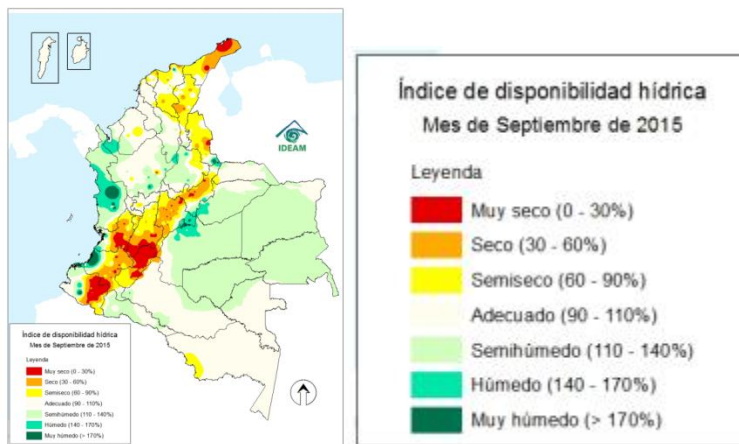 IDEAM
Índice de disponibilidad hídrica
Mes de Septiembre de 2015
Leyenda
Muy seco (0 - 30%)
Seco (30 - 60%)
Semiseco (60 - 90%)
Adecuado (90 - 110%)
Semihúmedo (110 - 140%)
Húmedo (140 - 170%)
Muy húmedo (> 170%)
Índice de disponibilidad hídrica
Mes de Septiembre de 2015
Leyenda
Muy seco (0 - 30%)
Seco (30 - 60%)
Semiseco (60 - 90%)
Adecuado (90 - 110%)
Semihúmedo (110 - 140%)
Húmedo (140 - 170%)
Muy húmedo (> 170%)